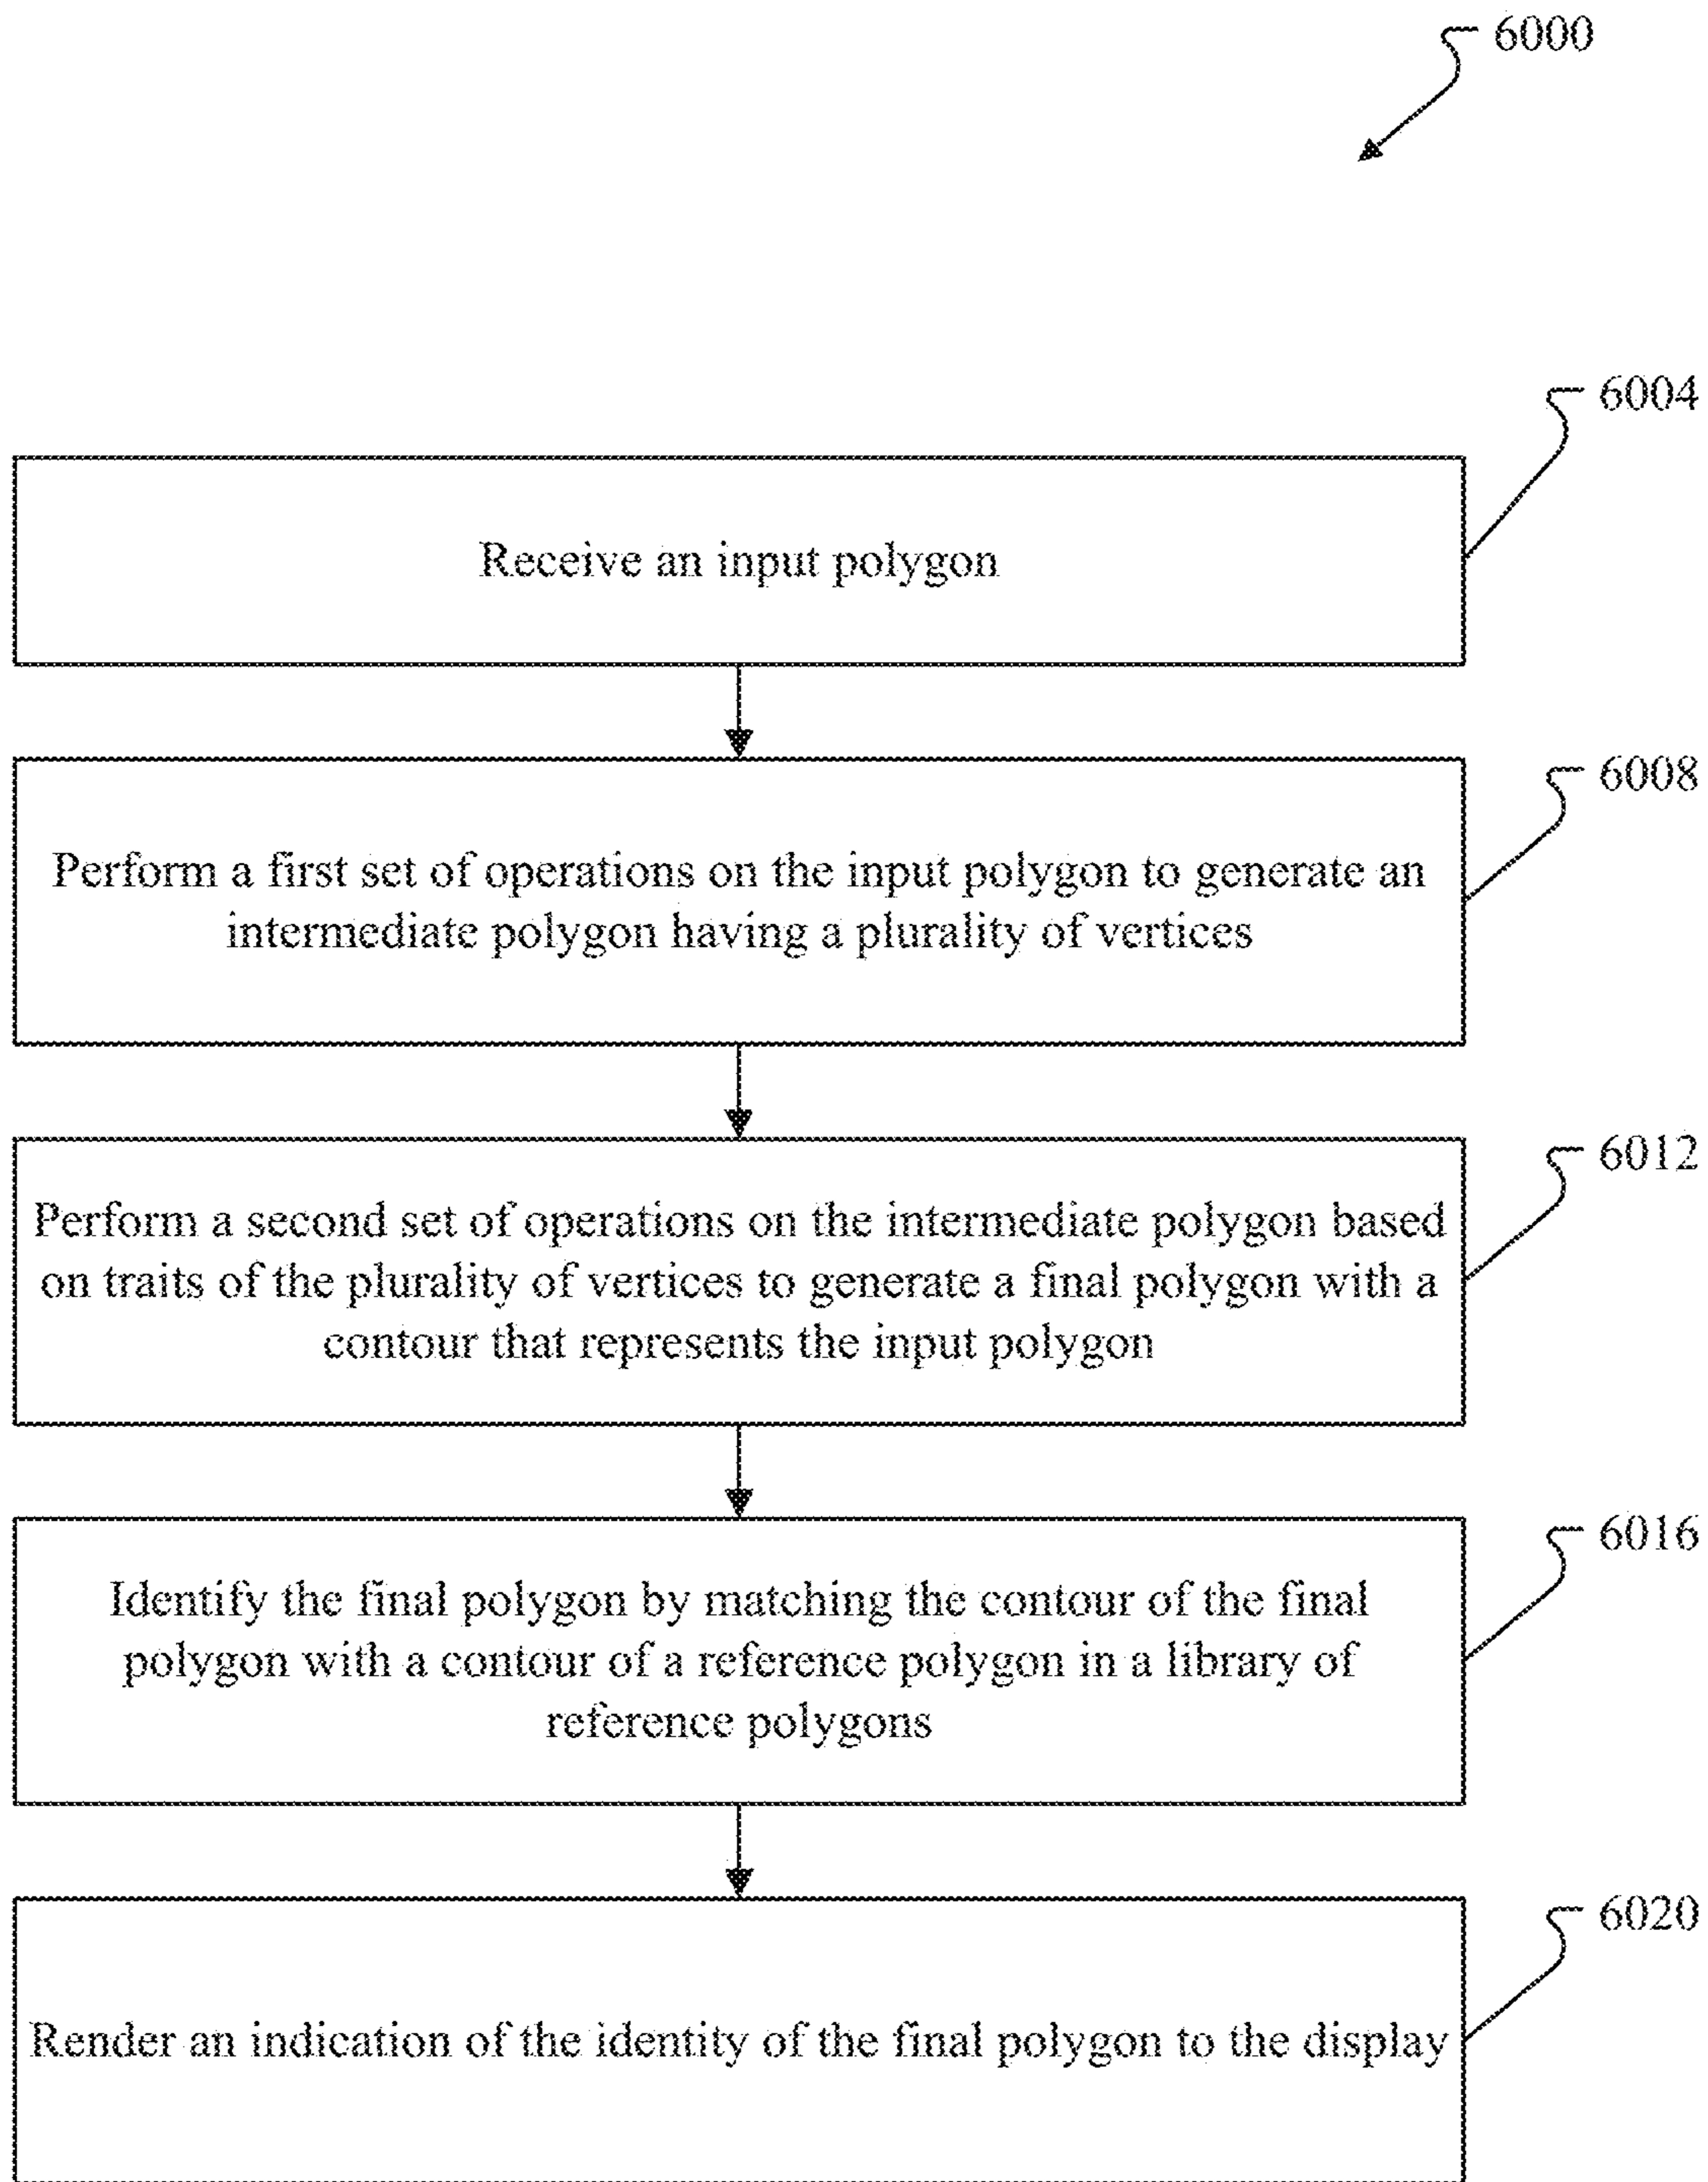 6000
6004
Receive an input polygon
6008
Perform a first set of operations on the input polygon to generate an
intermediate polygon having a plurality of vertices
6012
Perform a second set of operations on the intermediate polygon based
on traits of the plurality of vertices to generate a final polygon with a
contour that represents the input polygon
6016
Identify the final polygon by matching the contour of the final
polygon with a contour of a reference polygon in a library of
reference polygons
6020
Render an indication of the identity of the final polygon to the display